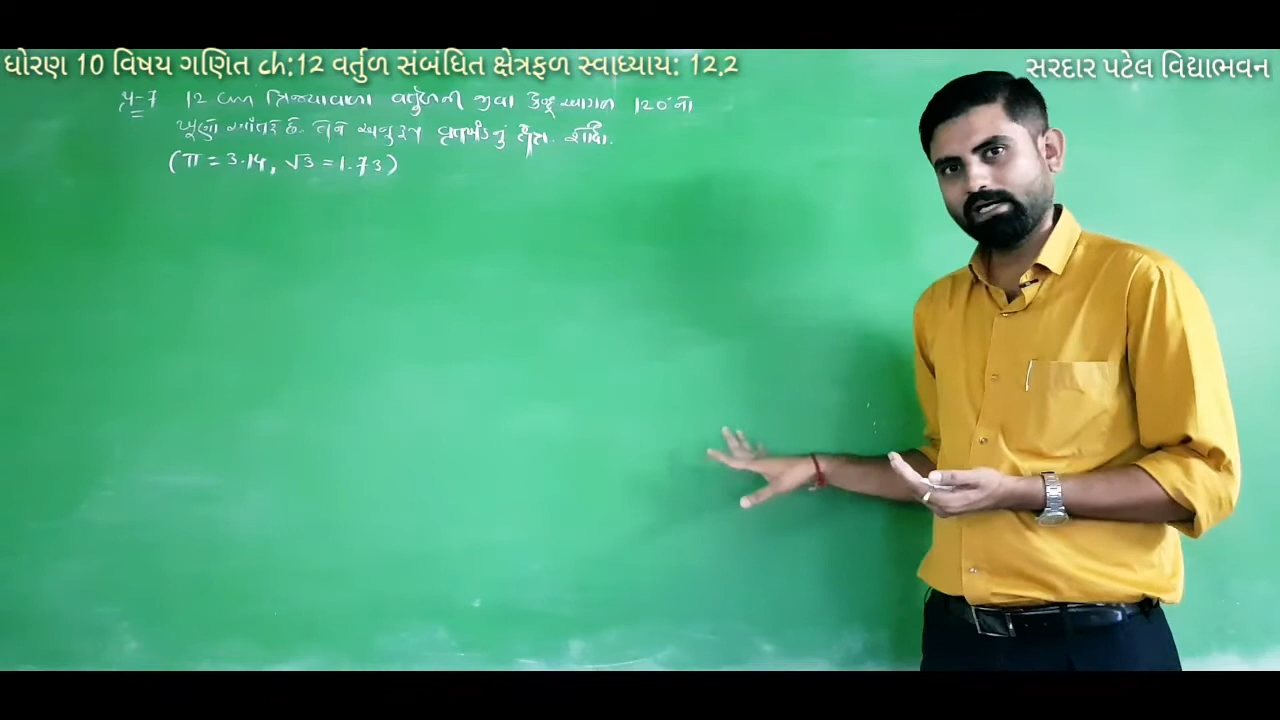 ધોરણ 10 વિષય ગણિત ch:12 વર્તુળ સંબંધિત ક્ષેત્રફળ સ્વાધ્યાય: 12.2
સરદાર પટેલ વિદ્યાભવન
પ્ર-7 12 cm ત્રિજ્યાવાળા વર્તુળની જીવા કેન્દ્ર આગળ 120° નો
ખૂણો આંતરે છે. તેને અનુરૂપ વૃતખંડનું ક્ષેત્રફળ શોધો.
(π = 3.14, √3 = 1.73)